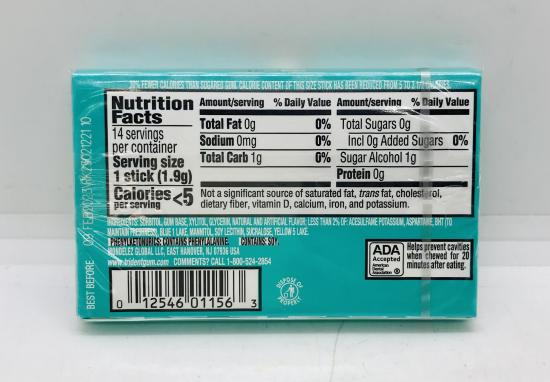 FEWER CALORIES THAN SUGARED GUM. CALORIE CONTENT OF THIS SIZE STICK HAS BEEN REDUCED FROM 5 TO
Nutrition Facts
14 servings
per container
Serving size
1 stick (1.9g)
Calories <5
per serving
Amount/serving % Daily Value
Total Fat 0g 0%
Sodium 0mg 0%
Total Carb 1g 0%
Amount/serving % Daily Value
Total Sugars 0g
Incl 0g Added Sugars 0%
Sugar Alcohol 1g
Protein 0g
Not a significant source of saturated fat, trans fat, cholesterol,
dietary fiber, vitamin D, calcium, iron, and potassium.
INGREDIENTS: SORBITOL, GUM BASE, XYLITOL, GLYCERIN, NATURAL AND ARTIFICIAL FLAVOR; LESS THAN 2% OF: ACESULFAME POTASSIUM, ASPARTAME, BHT (TO
MAINTAIN FRESHNESS), BLUE 1 LAKE, MANNITOL, SOY LECITHIN, SUCRALOSE, YELLOW 5 LAKE.
PHENYLKETONURICS: CONTAINS PHENYLALANINE. CONTAINS: SOY.
MONDELEZ GLOBAL LLC, EAST HANOVER, NJ 07936 USA
www.tridentgum.com COMMENTS? CALL 1-800-524-2854
ADA
Accepted
American
Dental
Association
Helps prevent cavities
when chewed for 20
minutes after eating.
0 12546 01156 3
DISPOSE OF
PROPERLY
BEST BEFORE